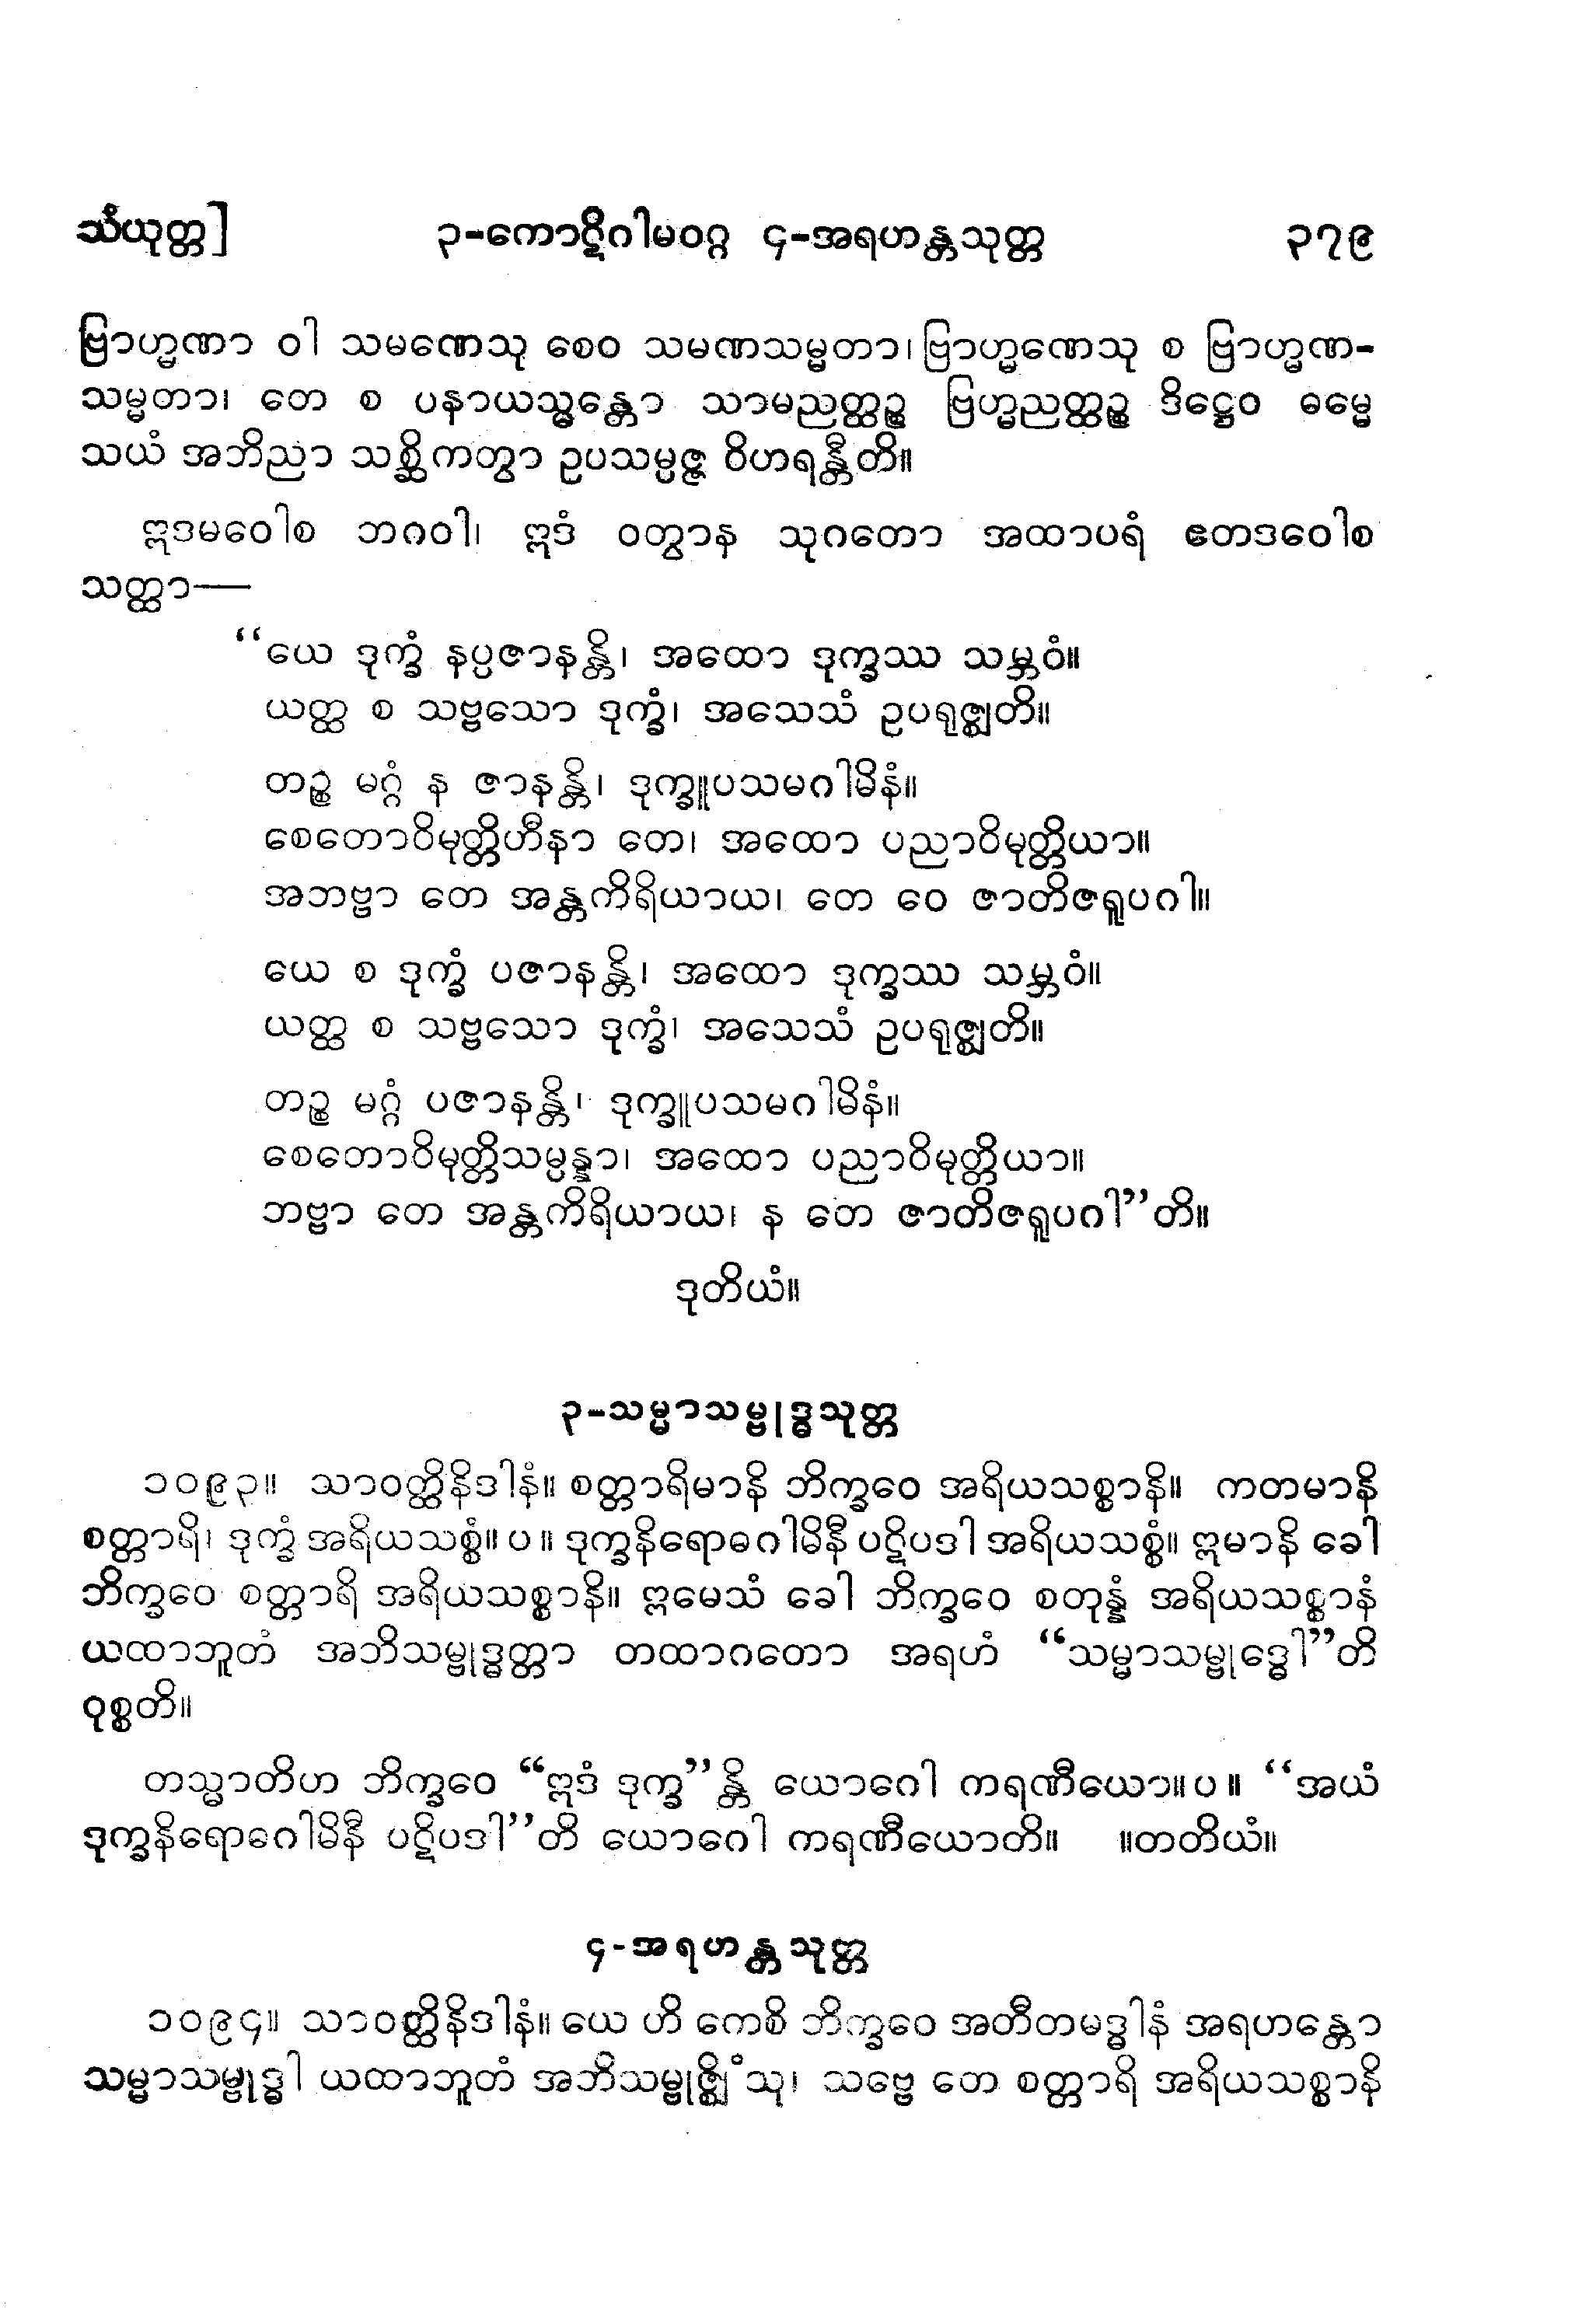 သံယုတ္တ] ၃-ကောဋိဂါမဝဂ္ဂ ၄-အရဟန္တသုတ္တ ၃၇၉
ဗြာဟ္မဏာ ဝါ သမဏေသု စေဝ သမဏသမ္မတာ၊ ဗြာဟ္မဏေသု စ ဗြာဟ္မဏ-
သမ္မတာ၊ တေ စ ပနာယသ္မန္တော သာမညတ္ထဉ္စ ဗြဟ္မညတ္ထဉ္စ ဒိဋ္ဌေဝ ဓမ္မေ
သယံ အဘိညာ သစ္ဆိကတွာ ဥပသမ္ပဇ္ဇ ဝိဟရန္တီတိ။
ဣဒမဝေါစ ဘဂဝါ၊ ဣဒံ ဝတွာန သုဂတော အထာပရံ ဧတဒဝေါစ
သတ္ထာ—
“ယေ ဒုက္ခံ နပ္ပဇာနန္တိ၊ အထော ဒုက္ခဿ သမ္ဘဝံ။
ယတ္ထ စ သဗ္ဗသော ဒုက္ခံ၊ အသေသံ ဥပရုဇ္ဈတိ။
တဉ္စ မဂ္ဂံ န ဇာနန္တိ၊ ဒုက္ခူပသမဂါမိနံ။
စေတောဝိမုတ္တိဟီနာ တေ၊ အထော ပညာဝိမုတ္တိယာ။
အဘဗ္ဗာ တေ အန္တကိရိယာယ၊ တေ ဝေ ဇာတိဇရူပဂါ။
ယေ စ ဒုက္ခံ ပဇာနန္တိ၊ အထော ဒုက္ခဿ သမ္ဘဝံ။
ယတ္ထ စ သဗ္ဗသော ဒုက္ခံ၊ အသေသံ ဥပရုဇ္ဈတိ။
တဉ္စ မဂ္ဂံ ပဇာနန္တိ၊ ဒုက္ခူပသမဂါမိနံ။
စေတောဝိမုတ္တိသမ္ပန္နာ၊ အထော ပညာဝိမုတ္တိယာ။
ဘဗ္ဗာ တေ အန္တကိရိယာယ၊ န တေ ဇာတိဇရူပဂါ”တိ။
ဒုတိယံ။
၃-သမ္မာသမ္ဗုဒ္ဓသုတ္တ
၁၀၉၃။ သာဝတ္ထိနိဒါနံ။ စတ္တာရိမာနိ ဘိက္ခဝေ အရိယသစ္စာနိ။ ကတမာနိ
စတ္တာရိ၊ ဒုက္ခံ အရိယသစ္စံ။ ပ ။ ဒုက္ခနိရောဓဂါမိနီ ပဋိပဒါ အရိယသစ္စံ။ ဣမာနိ ခေါ
ဘိက္ခဝေ စတ္တာရိ အရိယသစ္စာနိ။ ဣမေသံ ခေါ ဘိက္ခဝေ စတုန္နံ အရိယသစ္စာနံ
ယထာဘူတံ အဘိသမ္ဗုဒ္ဓတ္တာ တထာဂတော အရဟံ “သမ္မာသမ္ဗုဒ္ဓေါ”တိ
ဝုစ္စတိ။
တသ္မာတိဟ ဘိက္ခဝေ “ဣဒံ ဒုက္ခ”န္တိ ယောဂေါ ကရဏီယော။ ပ ။ “အယံ
ဒုက္ခနိရောဓဂါမိနီ ပဋိပဒါ”တိ ယောဂေါ ကရဏီယောတိ။ ။တတိယံ။
၄-အရဟန္တသုတ္တ
၁၀၉၄။ သာဝတ္ထိနိဒါနံ။ ယေ ဟိ ကေစိ ဘိက္ခဝေ အတီတမဒ္ဓါနံ အရဟန္တော
သမ္မာသမ္ဗုဒ္ဓါ ယထာဘူတံ အဘိသမ္ဗုဇ္ဈိံသု၊ သဗ္ဗေ တေ စတ္တာရိ အရိယသစ္စာနိ